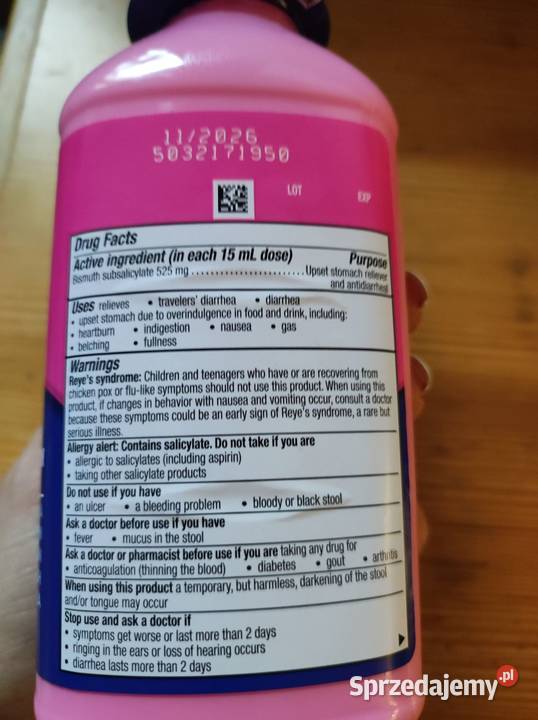 11/2026
5032171950
LOT EXP
Drug Facts
Active ingredient (in each 15 mL dose) Purpose
Bismuth subsalicylate 525 mg ........................ Upset stomach reliever
and antidiarrheal
Uses relieves • travelers' diarrhea • diarrhea
• upset stomach due to overindulgence in food and drink, including:
• heartburn • indigestion • nausea • gas
• belching • fullness
Warnings
Reye's syndrome: Children and teenagers who have or are recovering from
chicken pox or flu-like symptoms should not use this product. When using this
product, if changes in behavior with nausea and vomiting occur, consult a doctor
because these symptoms could be an early sign of Reye's syndrome, a rare but
serious illness.
Allergy alert: Contains salicylate. Do not take if you are
• allergic to salicylates (including aspirin)
• taking other salicylate products
Do not use if you have
• an ulcer • a bleeding problem • bloody or black stool
Ask a doctor before use if you have
• fever • mucus in the stool
Ask a doctor or pharmacist before use if you are taking any drug for
• anticoagulation (thinning the blood) • diabetes • gout • arthritis
When using this product a temporary, but harmless, darkening of the stool
and/or tongue may occur
Stop use and ask a doctor if
• symptoms get worse or last more than 2 days
• ringing in the ears or loss of hearing occurs
• diarrhea lasts more than 2 days
Sprzedajemy.pl